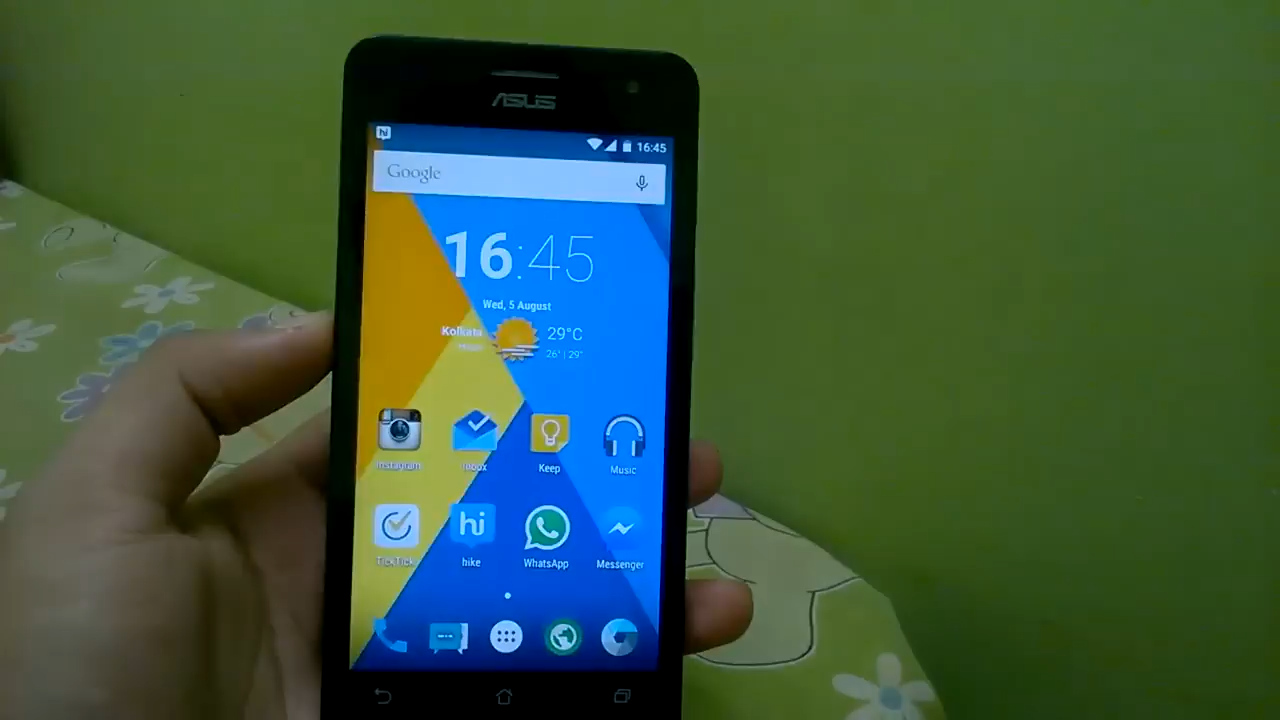 ASUS
hi
16:45
Google
16:45
Wed, 5 August
Kolkata
29°C
26° | 29°
Instagram
Inbox
Keep
Music
TickTick
hi
hike
WhatsApp
Messenger